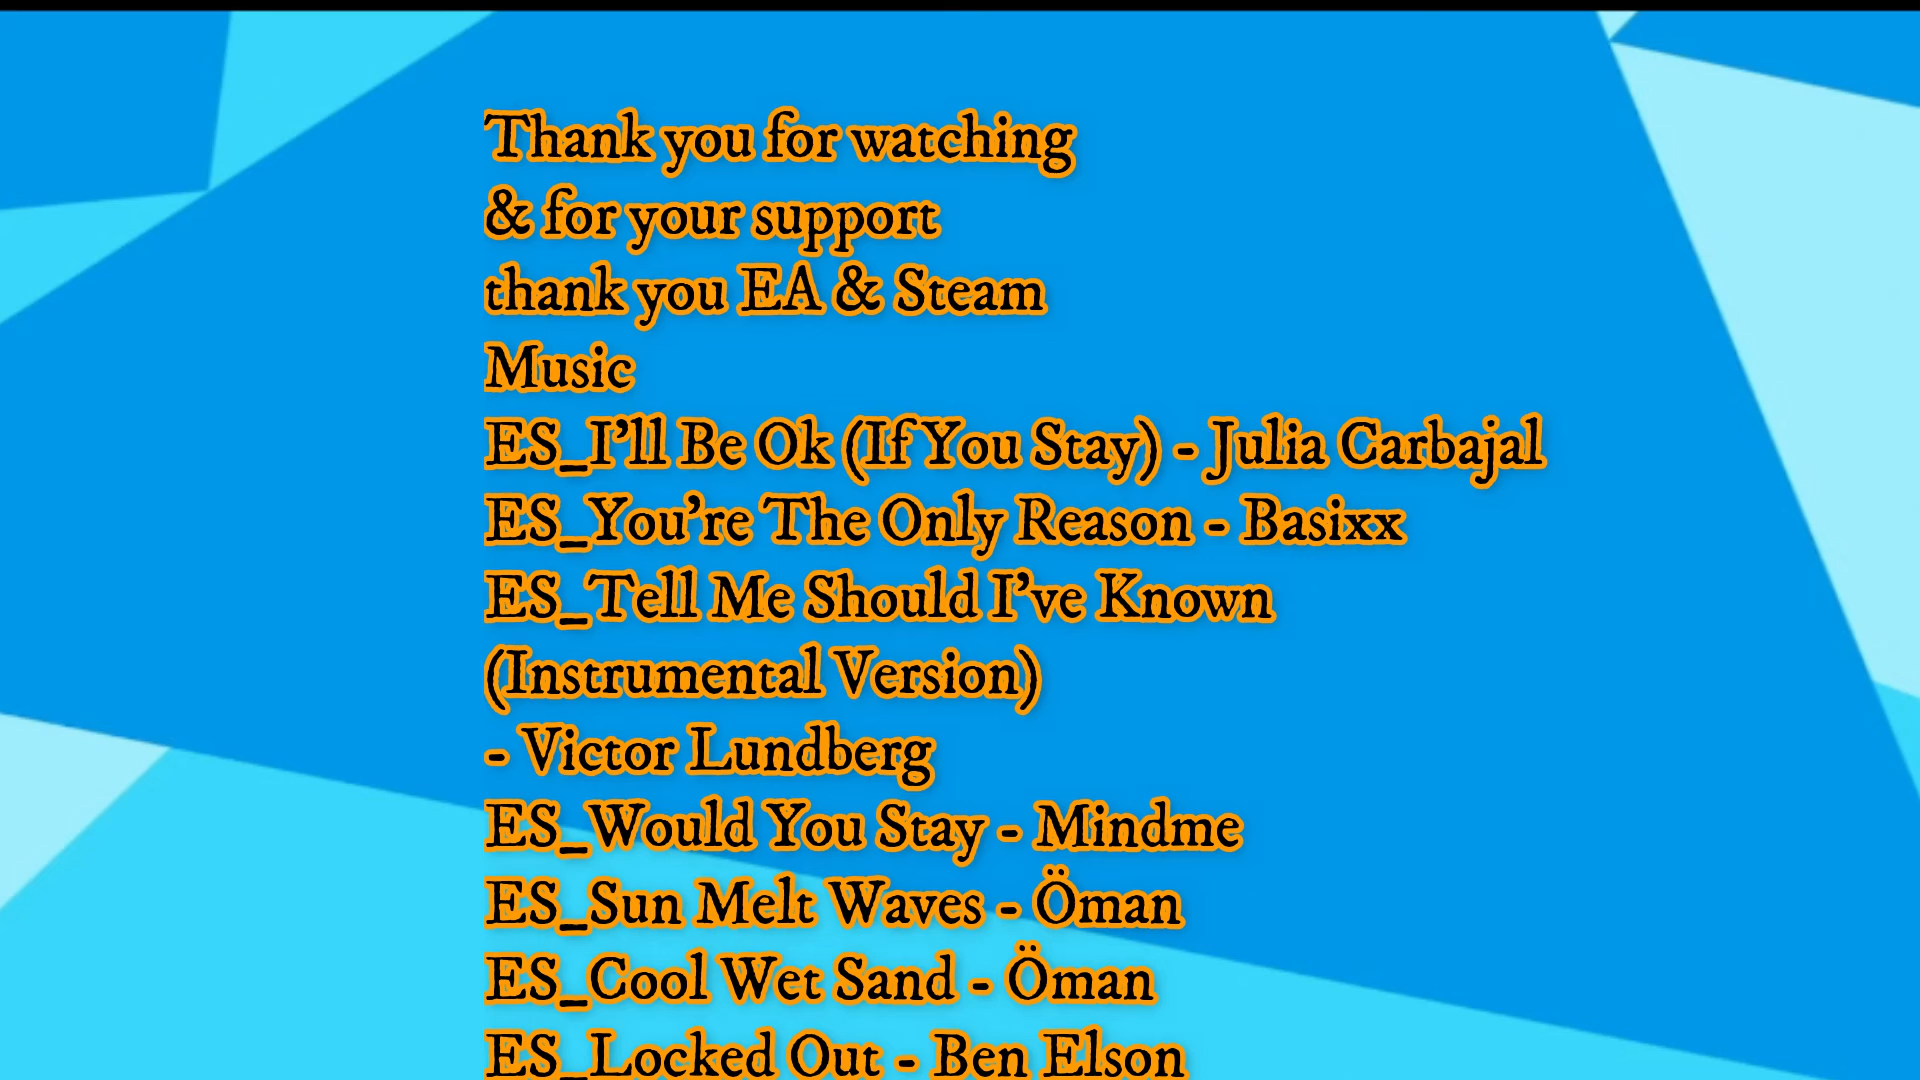 Thank you for watching
& for your support
thank you EA & Steam
Music
ES_I’ll Be Ok (If You Stay) - Julia Carbajal
ES_You’re The Only Reason - Basixx
ES_Tell Me Should I’ve Known
(Instrumental Version)
- Victor Lundberg
ES_Would You Stay - Mindme
ES_Sun Melt Waves - Öman
ES_Cool Wet Sand - Öman
ES_Locked Out - Ben Elson